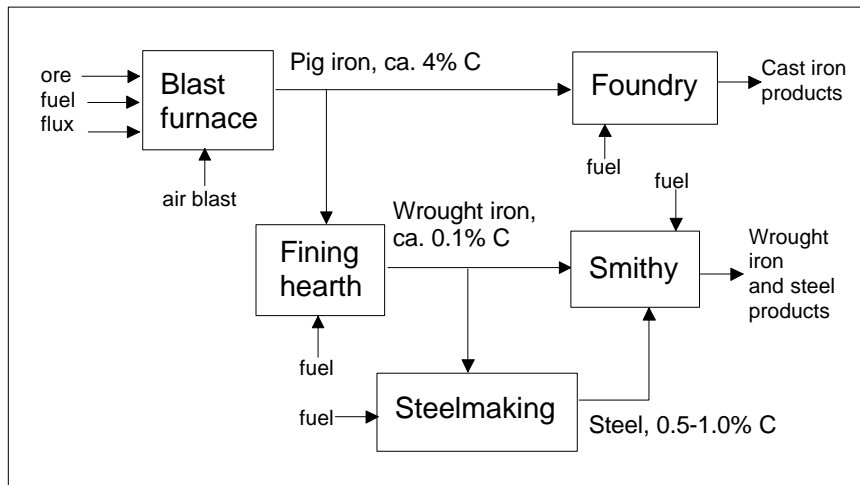 ore
fuel
flux
Blast
furnace
air blast
Pig iron, ca. 4% C
Foundry
fuel
Cast iron
products
Fining
hearth
fuel
Wrought iron,
ca. 0.1% C
fuel
Smithy
Wrought
iron
and steel
products
fuel
Steelmaking
Steel, 0.5-1.0% C